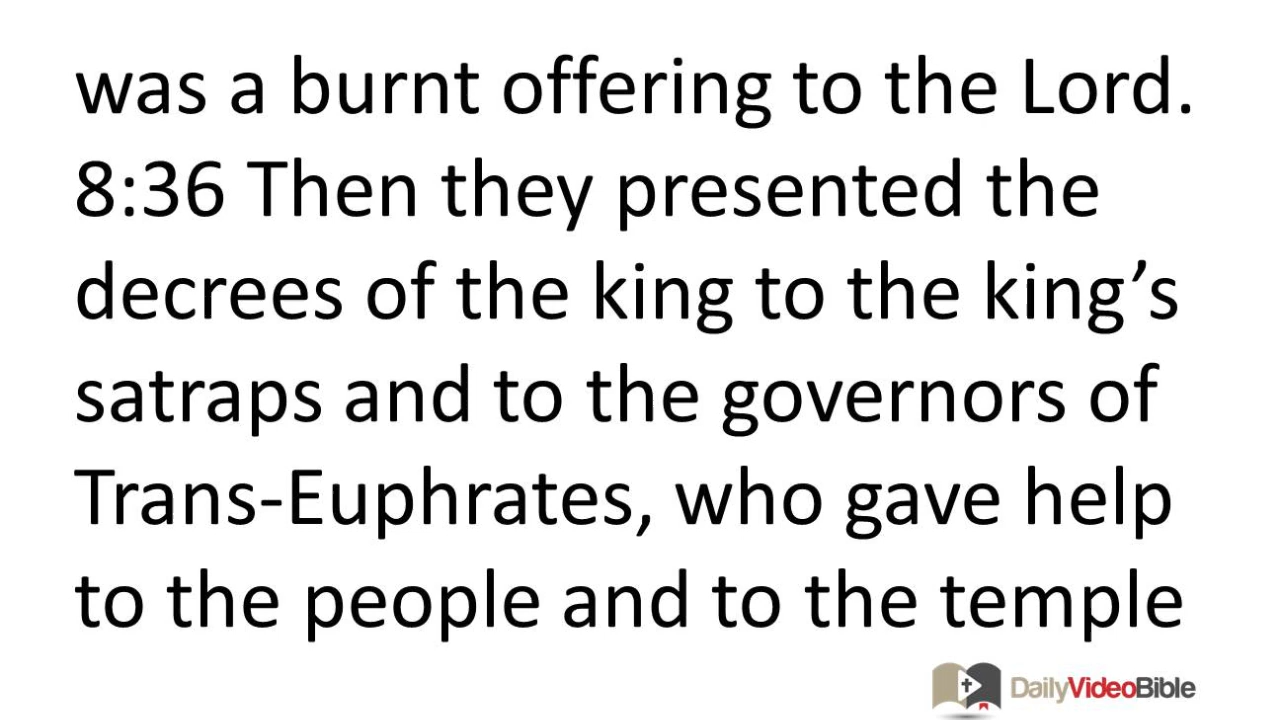 was a burnt offering to the Lord.
8:36 Then they presented the
decrees of the king to the king’s
satraps and to the governors of
Trans-Euphrates, who gave help
to the people and to the temple
DailyVideoBible